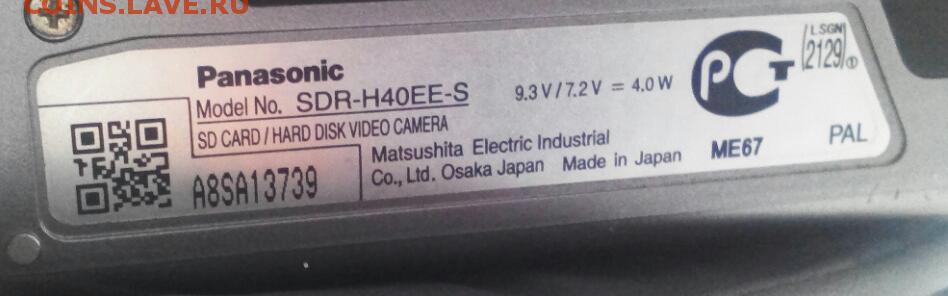 COINS.LAVE.RU
Panasonic
Model No. SDR-H40EE-S
9.3 V / 7.2 V ⎓ 4.0 W
SD CARD / HARD DISK VIDEO CAMERA
A8SA13739
Matsushita Electric Industrial
Co., Ltd. Osaka Japan Made in Japan
PCT
LSGN
2129
ME67
PAL